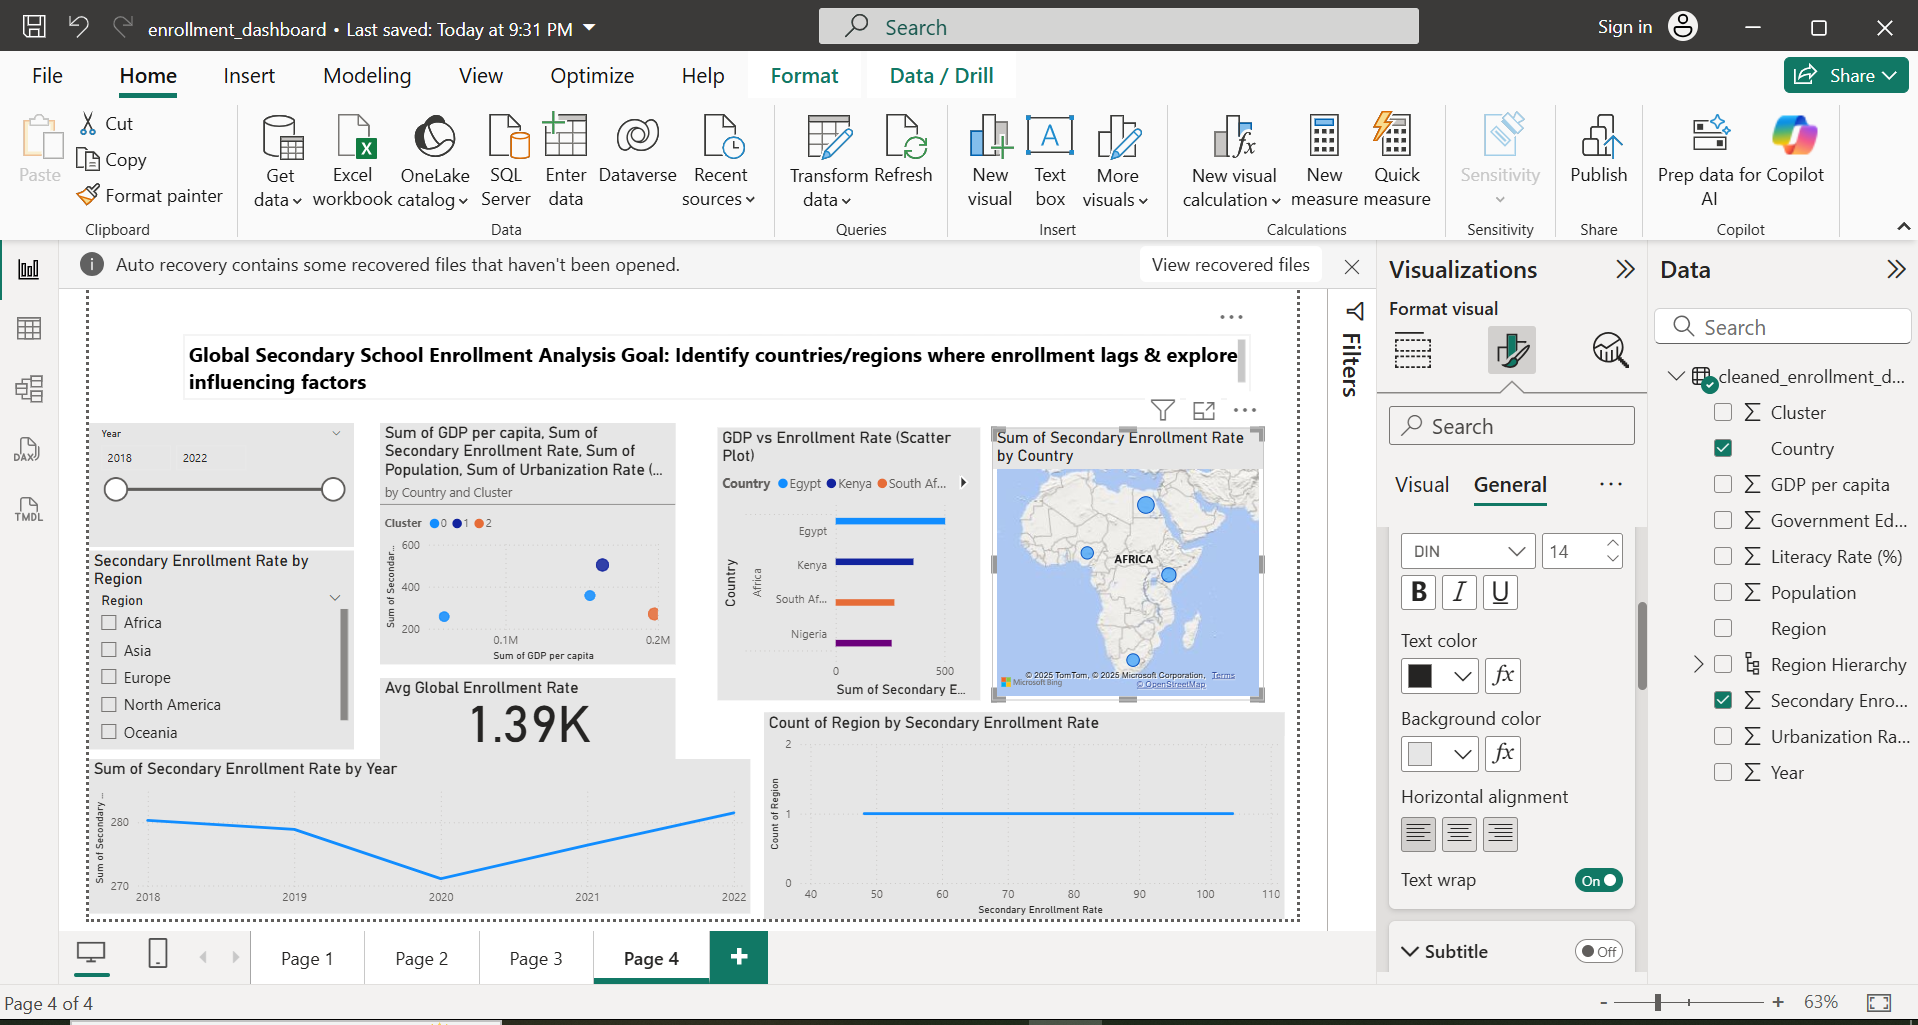 enrollment_dashboard • Last saved: Today at 9:31 PM
Search
Sign in
File
Home
Insert
Modeling
View
Optimize
Help
Format
Data / Drill
Share
Paste
Cut
Copy
Format painter
Clipboard
Get data
Excel workbook
OneLake catalog
SQL Server
Enter data
Dataverse
Recent sources
Data
Transform data
Refresh
Queries
New visual
Text box
More visuals
Insert
New visual calculation
New measure
Quick measure
Calculations
Sensitivity
Sensitivity
Publish
Share
Prep data for AI
Copilot
Copilot
Auto recovery contains some recovered files that haven't been opened.
View recovered files
DAX
TMDL
Global Secondary School Enrollment Analysis Goal: Identify countries/regions where enrollment lags & explore
influencing factors
Year
2018
2022
Secondary Enrollment Rate by
Region
Region
Africa
Asia
Europe
North America
Oceania
Sum of GDP per capita, Sum of
Secondary Enrollment Rate, Sum of
Population, Sum of Urbanization Rate (...
by Country and Cluster
Cluster 0 1 2
Sum of Secondar...
600
400
200
0.1M 0.2M
Sum of GDP per capita
Avg Global Enrollment Rate
1.39K
GDP vs Enrollment Rate (Scatter
Plot)
Country Egypt Kenya South Af...
Country
Africa
Egypt
Kenya
South Af...
Nigeria
0 500
Sum of Secondary E...
Sum of Secondary Enrollment Rate
by Country
AFRICA
© 2025 TomTom, © 2025 Microsoft Corporation, Terms
Microsoft Bing
© OpenStreetMap
Sum of Secondary Enrollment Rate by Year
Sum of Secondary ...
280
270
2018 2019 2020 2021 2022
Count of Region by Secondary Enrollment Rate
Count of Region
2
1
0
40 50 60 70 80 90 100 110
Secondary Enrollment Rate
Filters
Visualizations
Format visual
Search
Visual
General
DIN
14
B
I
U
Text color
fx
Background color
fx
Horizontal alignment
Text wrap
On
Subtitle
Off
Data
Search
cleaned_enrollment_d...
Cluster
Country
GDP per capita
Government Ed...
Literacy Rate (%)
Population
Region
Region Hierarchy
Secondary Enro...
Urbanization Ra...
Year
Page 1
Page 2
Page 3
Page 4
+
Page 4 of 4
- + 63%